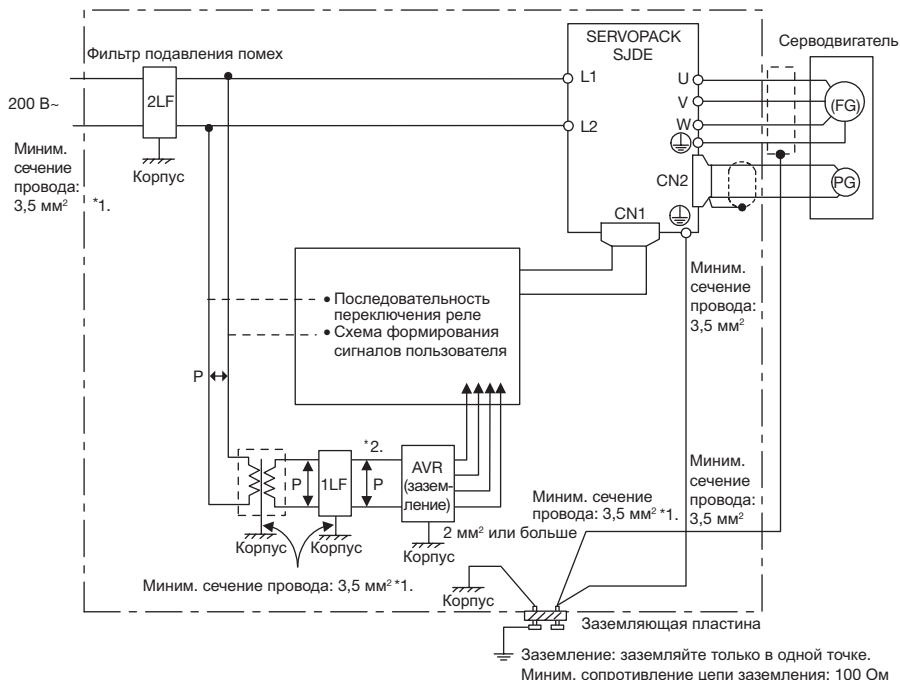 Фильтр подавления помех
SERVOPACK
SJDE
Серводвигатель
200 В~
2LF
L1
L2
U
V
W
(FG)
Корпус
Миним.
сечение
провода:
3,5 мм² *1.
CN2
PG
CN1
• Последовательность
переключения реле
• Схема формирования
сигналов пользователя
Миним.
сечение
провода:
3,5 мм²
P
*2.
P
1LF
P
AVR
(зазем-
ление)
Миним.
сечение
провода:
3,5 мм²
Миним. сечение
провода: 3,5 мм² *1.
2 мм² или больше
Корпус
Корпус
Корпус
Миним. сечение провода: 3,5 мм² *1.
Корпус
Заземляющая пластина
Заземление: заземляйте только в одной точке.
Миним. сопротивление цепи заземления: 100 Ом